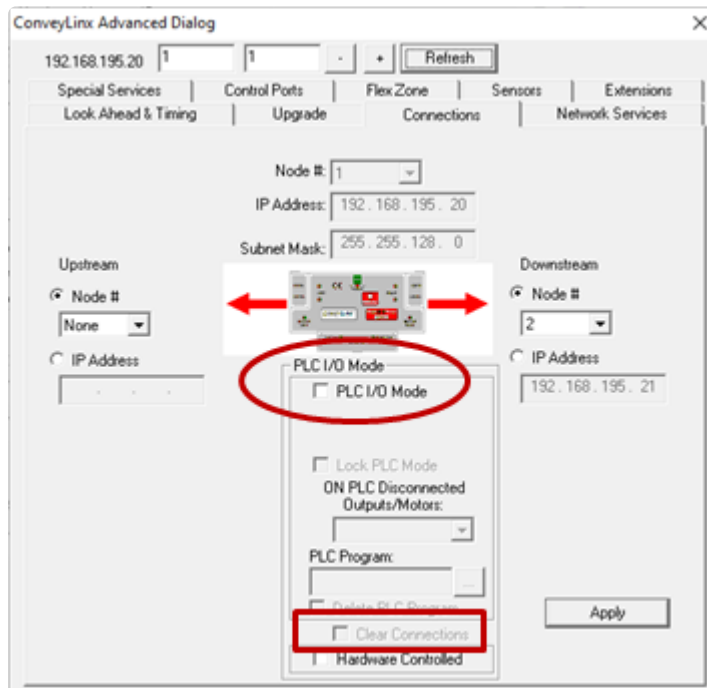 ConveyLinx Advanced Dialog
192.168.195.20 1 1 - + Refresh
Special Services Control Ports Flex Zone Sensors Extensions
Look Ahead & Timing Upgrade Connections Network Services
Node #: 1
IP Address: 192 . 168 . 195 . 20
Subnet Mask: 255 . 255 . 128 . 0
Upstream
Node #
None
IP Address
Downstream
Node #
2
IP Address
192 . 168 . 195 . 21
PLC I/O Mode
PLC I/O Mode
Lock PLC Mode
ON PLC Disconnected
Outputs/Motors:
PLC Program:
...
Delete PLC Program
Clear Connections
Hardware Controlled
Apply